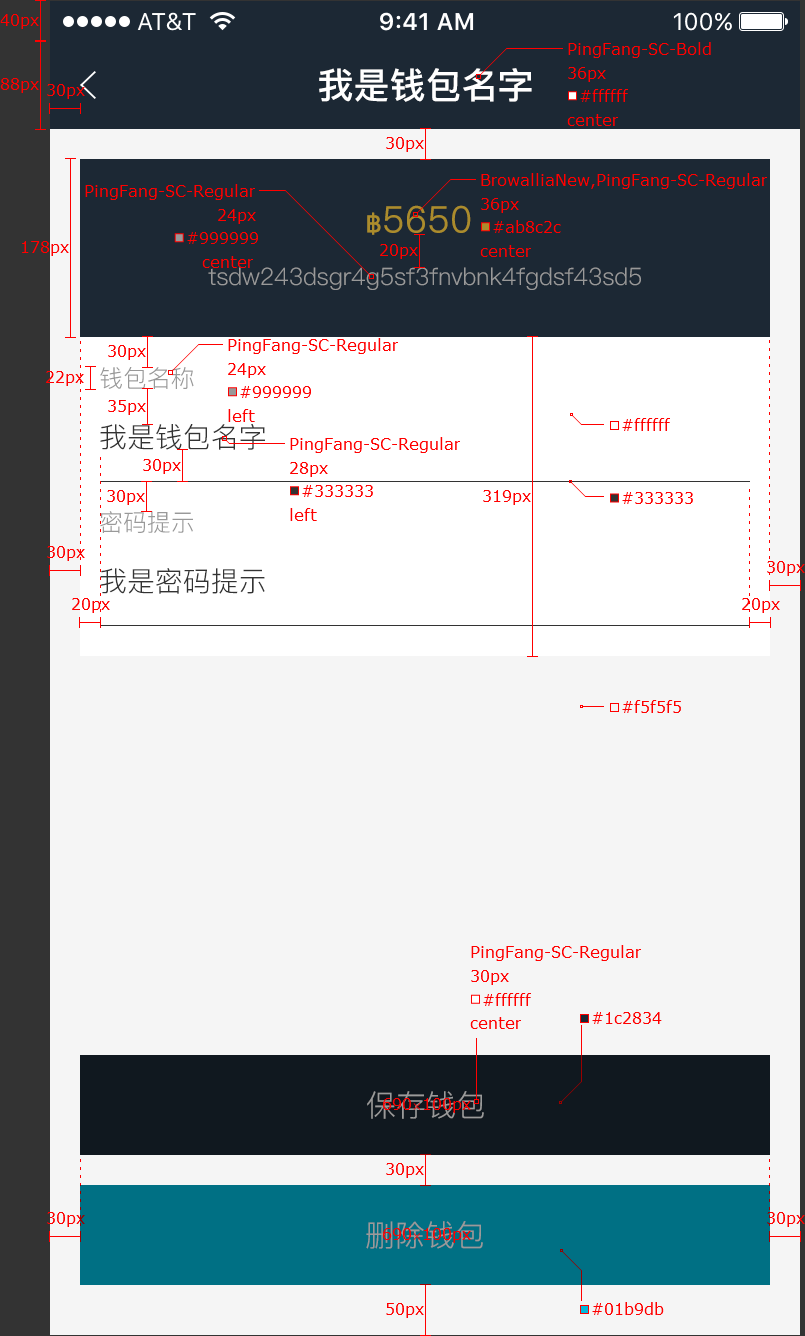 40px
AT&T
9:41 AM
100%
88px
30px
我是钱包名字
PingFang-SC-Bold
36px
#ffffff
center
30px
PingFang-SC-Regular
24px
#999999
center
BrowalliaNew,PingFang-SC-Regular
36px
#ab8c2c
center
฿5650
20px
178px
tsdw243dsgr4g5sf3fnvbnk4fgdsf43sd5
30px
PingFang-SC-Regular
24px
#999999
left
22px
钱包名称
35px
#ffffff
我是钱包名字
PingFang-SC-Regular
28px
#333333
left
30px
30px
319px
#333333
密码提示
30px
30px
我是密码提示
20px
20px
#f5f5f5
PingFang-SC-Regular
30px
#ffffff
center
#1c2834
保存钱包
690x100px
30px
30px
30px
删除钱包
690x100px
50px
#01b9db